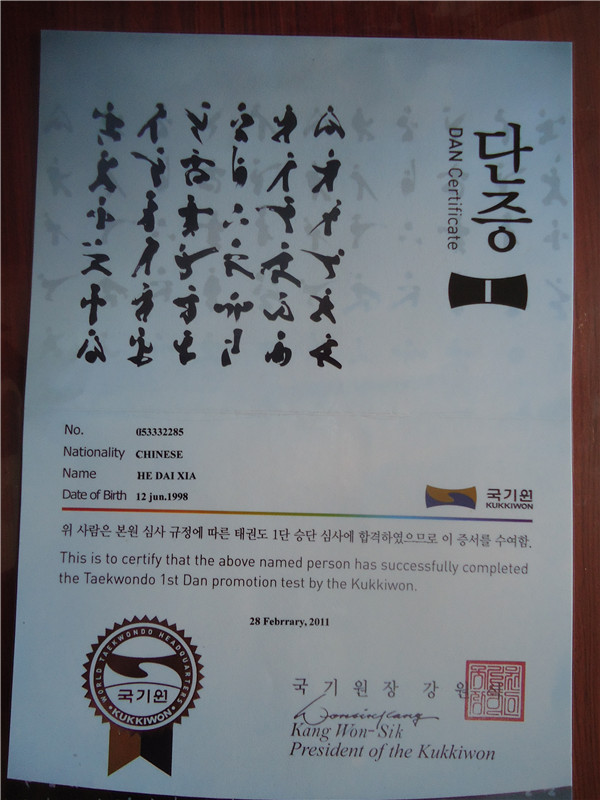 단증
DAN Certificate
I
No. 053332285
Nationality CHINESE
Name HE DAI XIA
Date of Birth 12 jun.1998
국기원
KUKKIWON
위 사람은 본원 심사 규정에 따른 태권도 1단 승단 심사에 합격하였으므로 이 증서를 수여함.
This is to certify that the above named person has successfully completed
the Taekwondo 1st Dan promotion test by the Kukkiwon.
28 Febrrary, 2011
WORLD TAEKWONDO HEADQUARTERS
국기원
KUKKIWON
국 기 원 장 강 원
Kang Won-Sik
President of the Kukkiwon